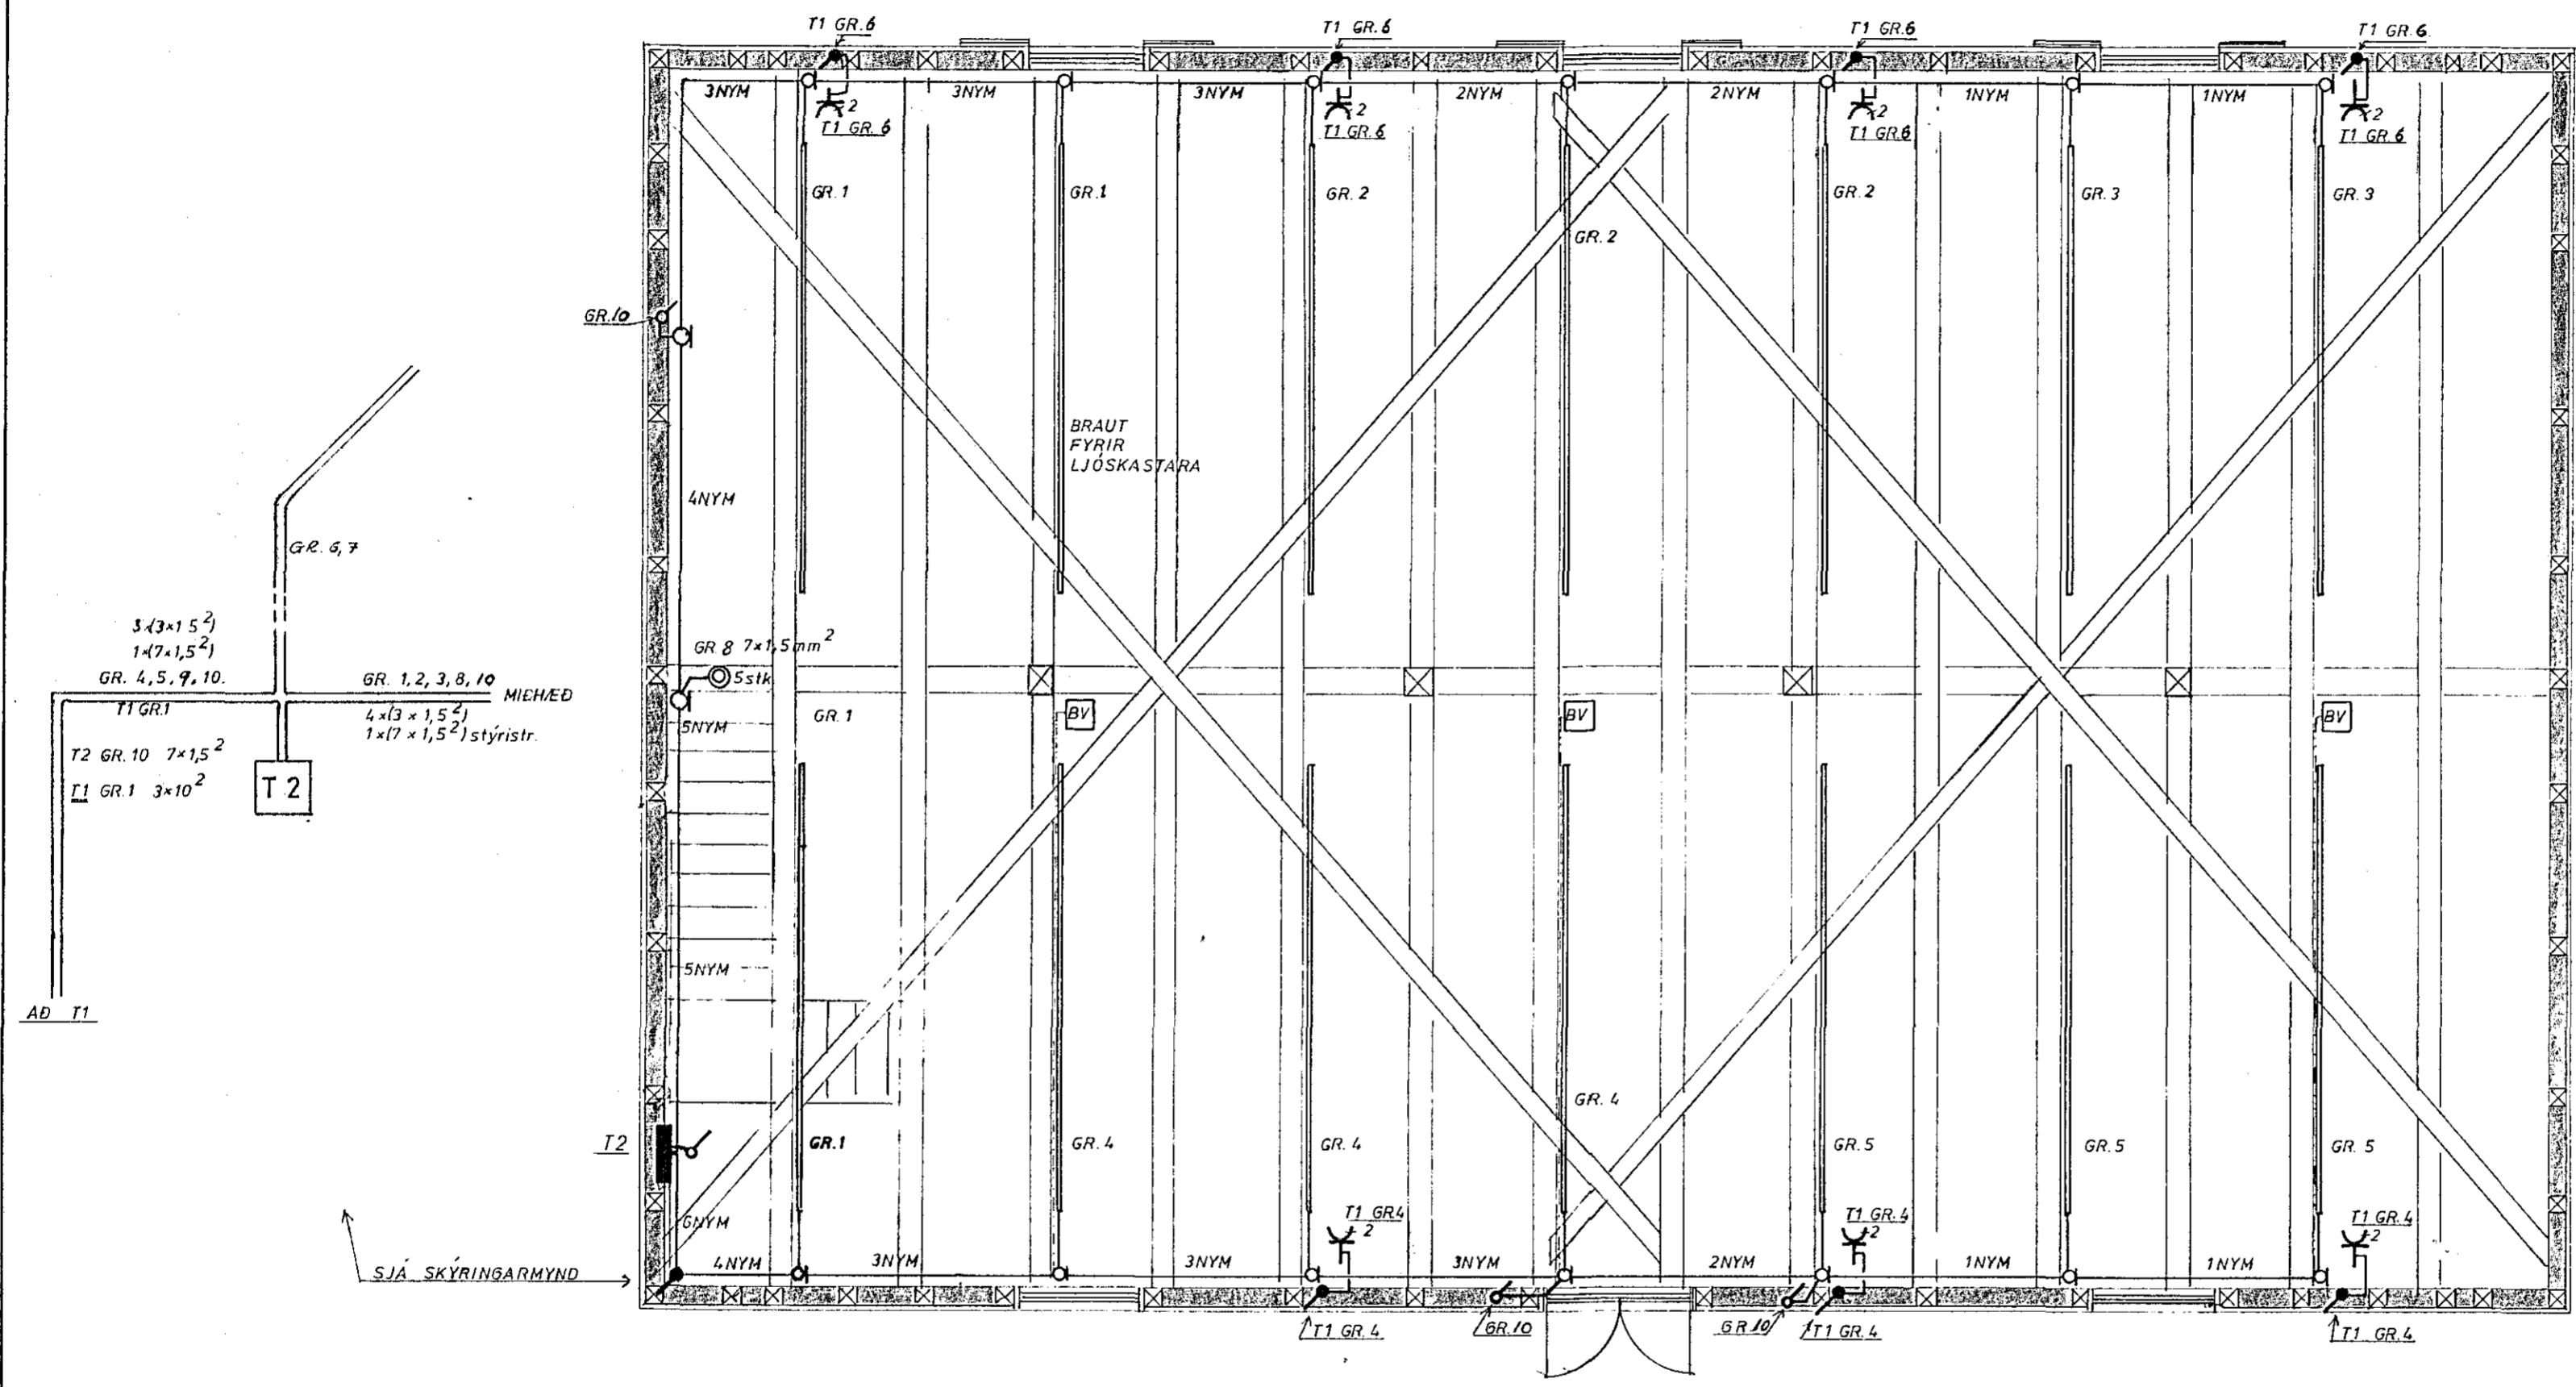 T1 GR.6
T1 GR.6
T1 GR.6
T1 GR.6.
3NYM
3NYM
3NYM
2NYM
2NYM
1NYM
1NYM
2
T1 GR.6
2
T1 GR.6
2
T1 GR.6
2
T1 GR.6
GR.1
GR.1
GR.2
GR.2
GR.2
GR.3
GR.3
GR.10
BRAUT
FYRIR
LJÓSKASTARA
4NYM
GR. 6,7
3×(3×1,5²)
1×(7×1,5²)
GR. 4,5,9,10.
T1 GR.1
GR. 1,2,3,8,10
MIÐHÆÐ
4×(3×1,5²)
1×(7×1,5²) stýristr.
T2 GR.10 7×1,5²
T1 GR.1 3×10²
T2
AÐ T1
GR 8 7×1,5mm²
5stk
5NYM
GR.1
BV
BV
BV
5NYM
T2
GR.1
GR.4
GR.4
GR.4
GR.5
GR.5
GR.5
6NYM
SJÁ SKÝRINGARMYND
4NYM
3NYM
3NYM
3NYM
2NYM
1NYM
1NYM
T1 GR4
2
T1 GR.4
2
T1 GR.4
2
T1 GR.4
GR.10
GR.10
T1 GR.4
T1 GR.4